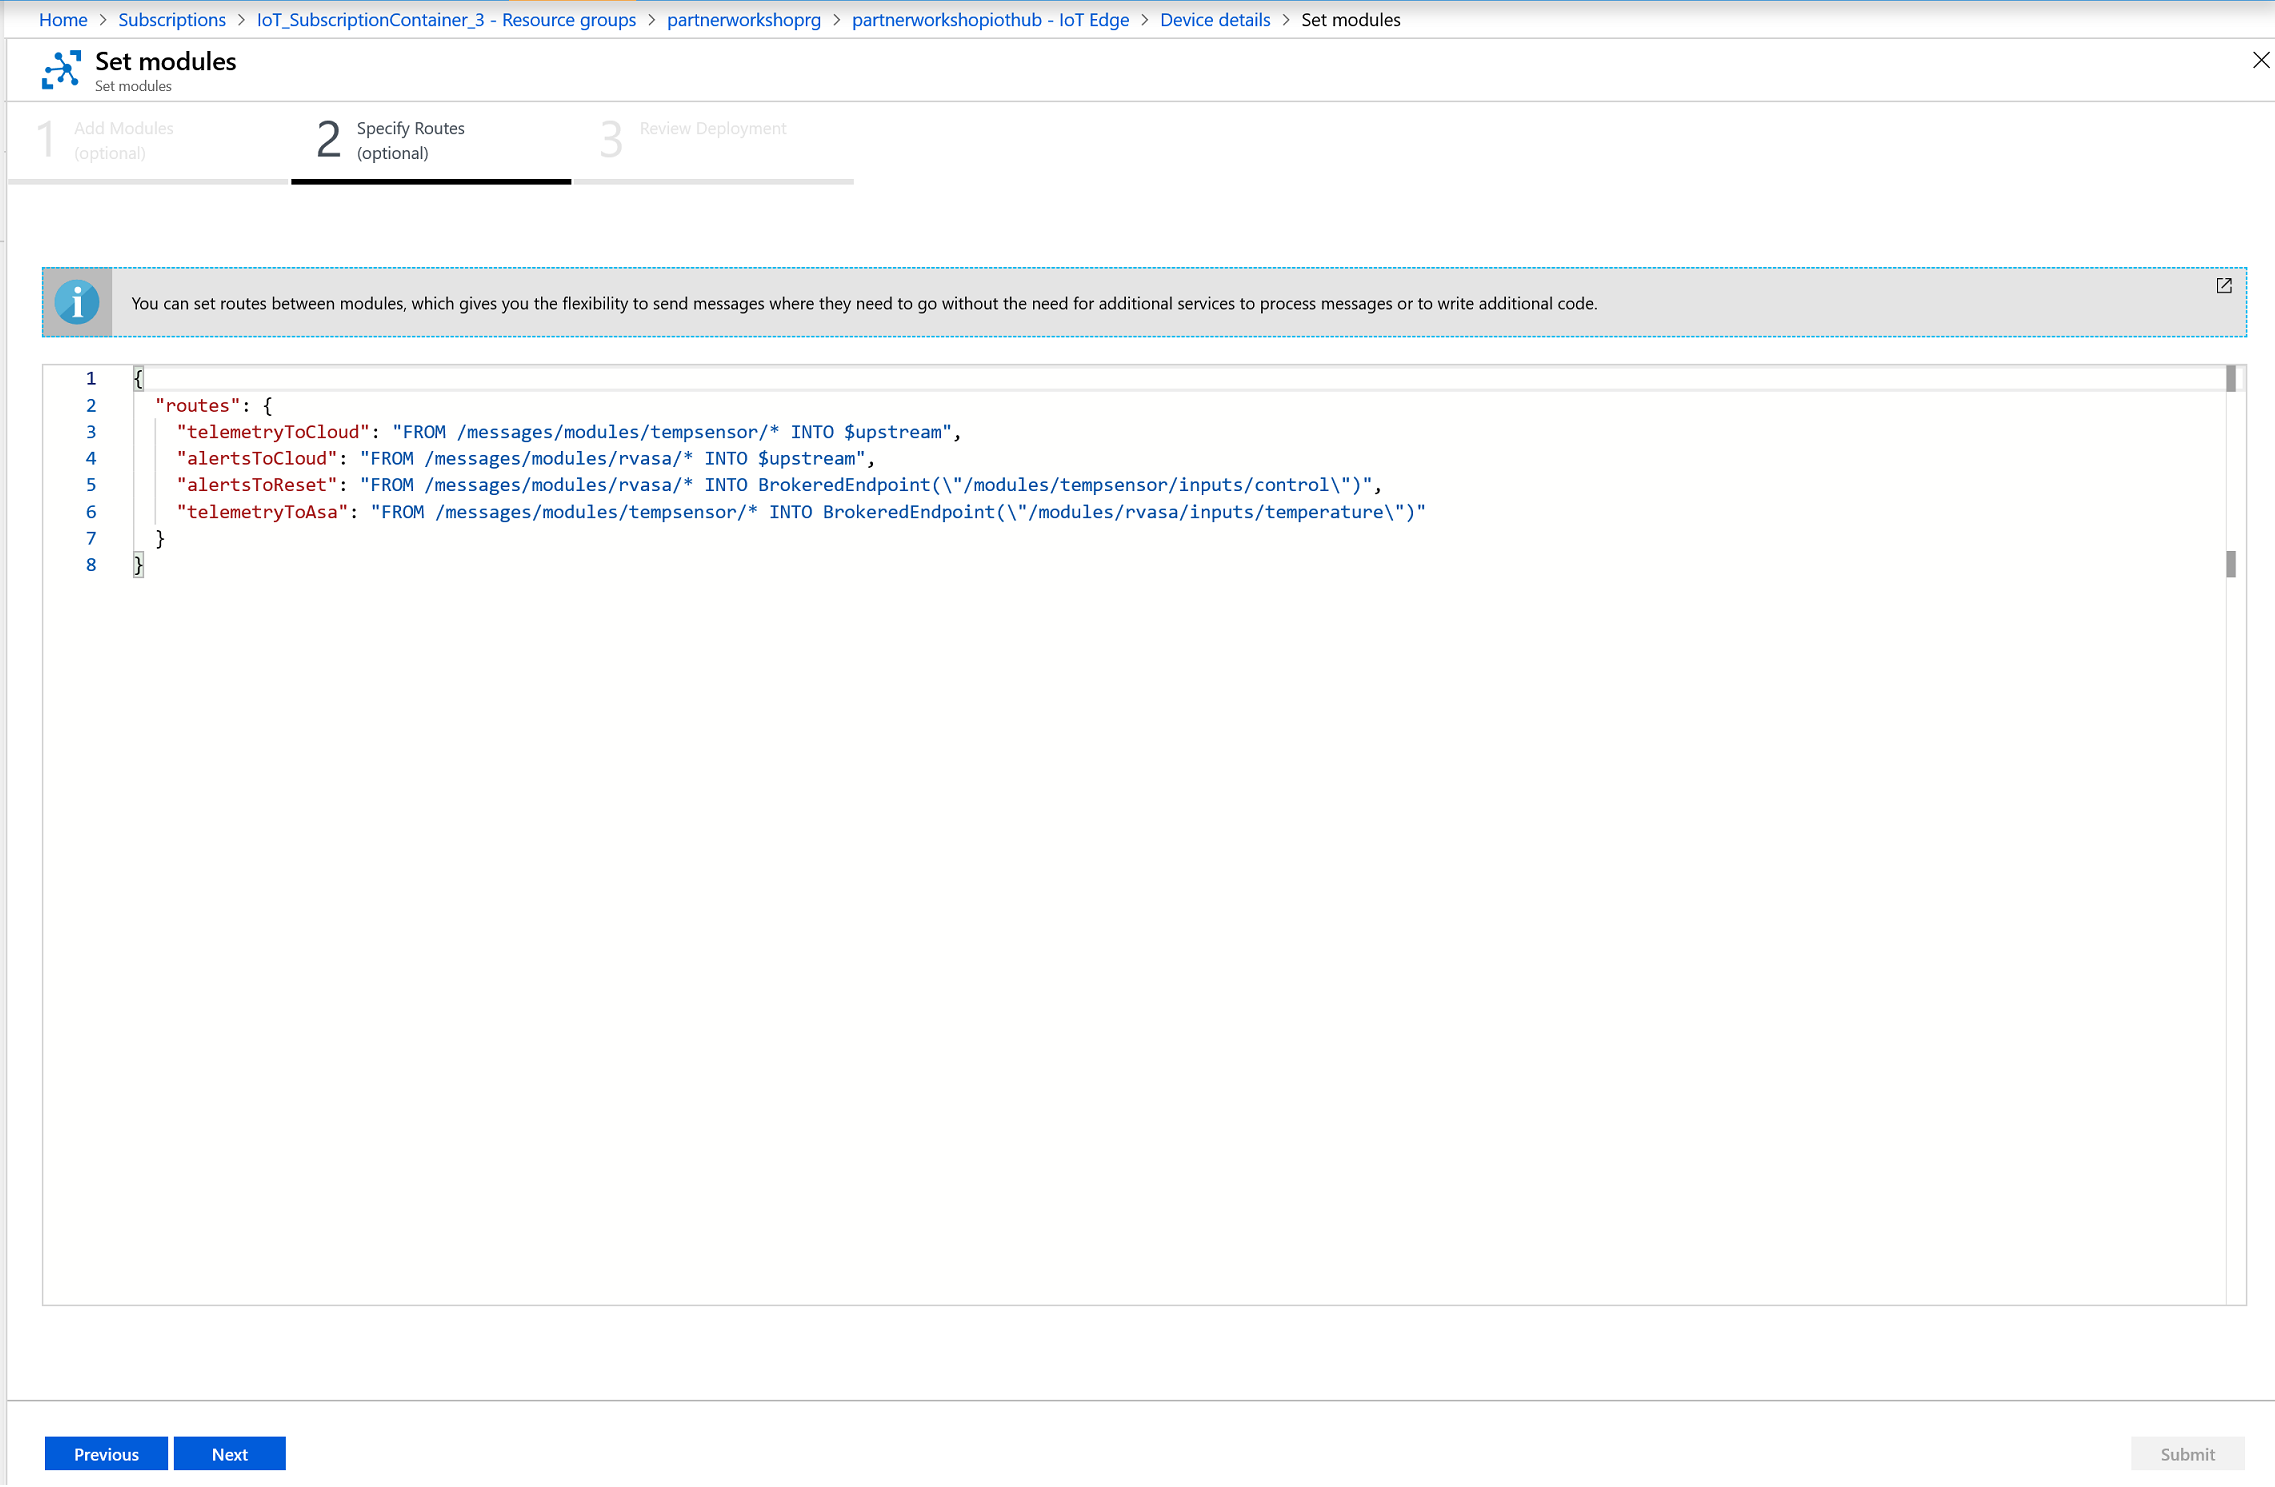 Home > Subscriptions > IoT_SubscriptionContainer_3 - Resource groups > partnerworkshoprg > partnerworkshopiothub - IoT Edge > Device details > Set modules
Set modules
Set modules
1 Add Modules (optional)
2 Specify Routes (optional)
3 Review Deployment
You can set routes between modules, which gives you the flexibility to send messages where they need to go without the need for additional services to process messages or to write additional code.
1 {
2   "routes": {
3     "telemetryToCloud": "FROM /messages/modules/tempsensor/* INTO $upstream",
4     "alertsToCloud": "FROM /messages/modules/rvasa/* INTO $upstream",
5     "alertsToReset": "FROM /messages/modules/rvasa/* INTO BrokeredEndpoint(\"/modules/tempsensor/inputs/control\")",
6     "telemetryToAsa": "FROM /messages/modules/tempsensor/* INTO BrokeredEndpoint(\"/modules/rvasa/inputs/temperature\")"
7   }
8 }
Previous Next Submit